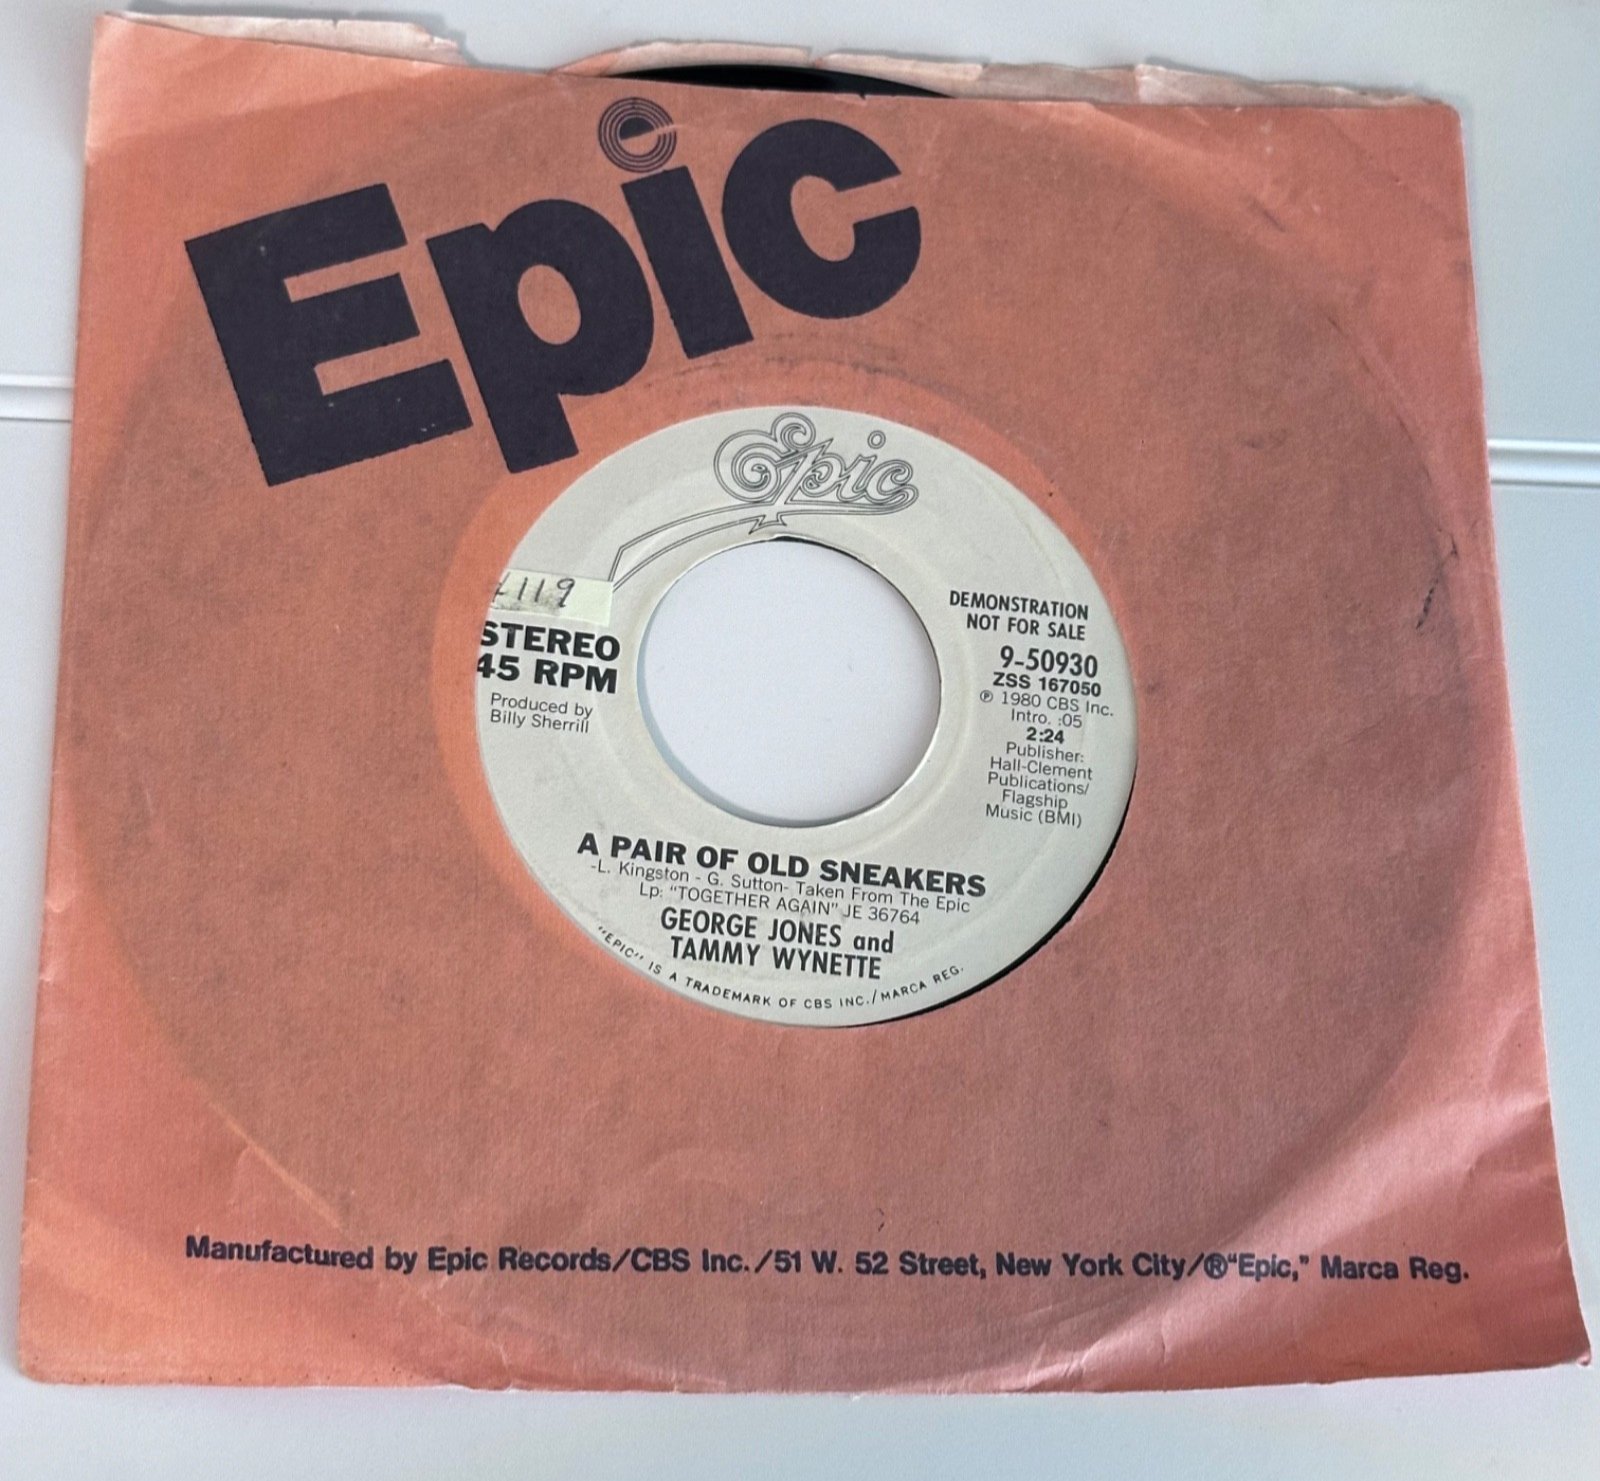 Epic
Epic
119
STEREO
45 RPM
Produced by
Billy Sherrill
DEMONSTRATION
NOT FOR SALE
9-50930
ZSS 167050
℗ 1980 CBS Inc.
Intro. :05
2:24
Publisher:
Hall-Clement
Publications/
Flagship
Music (BMI)
A PAIR OF OLD SNEAKERS
-L. Kingston - G. Sutton- Taken From The Epic
Lp: "TOGETHER AGAIN" JE 36764
GEORGE JONES and
TAMMY WYNETTE
"EPIC" IS A TRADEMARK OF CBS INC./MARCA REG.
Manufactured by Epic Records/CBS Inc./51 W. 52 Street, New York City/®"Epic," Marca Reg.